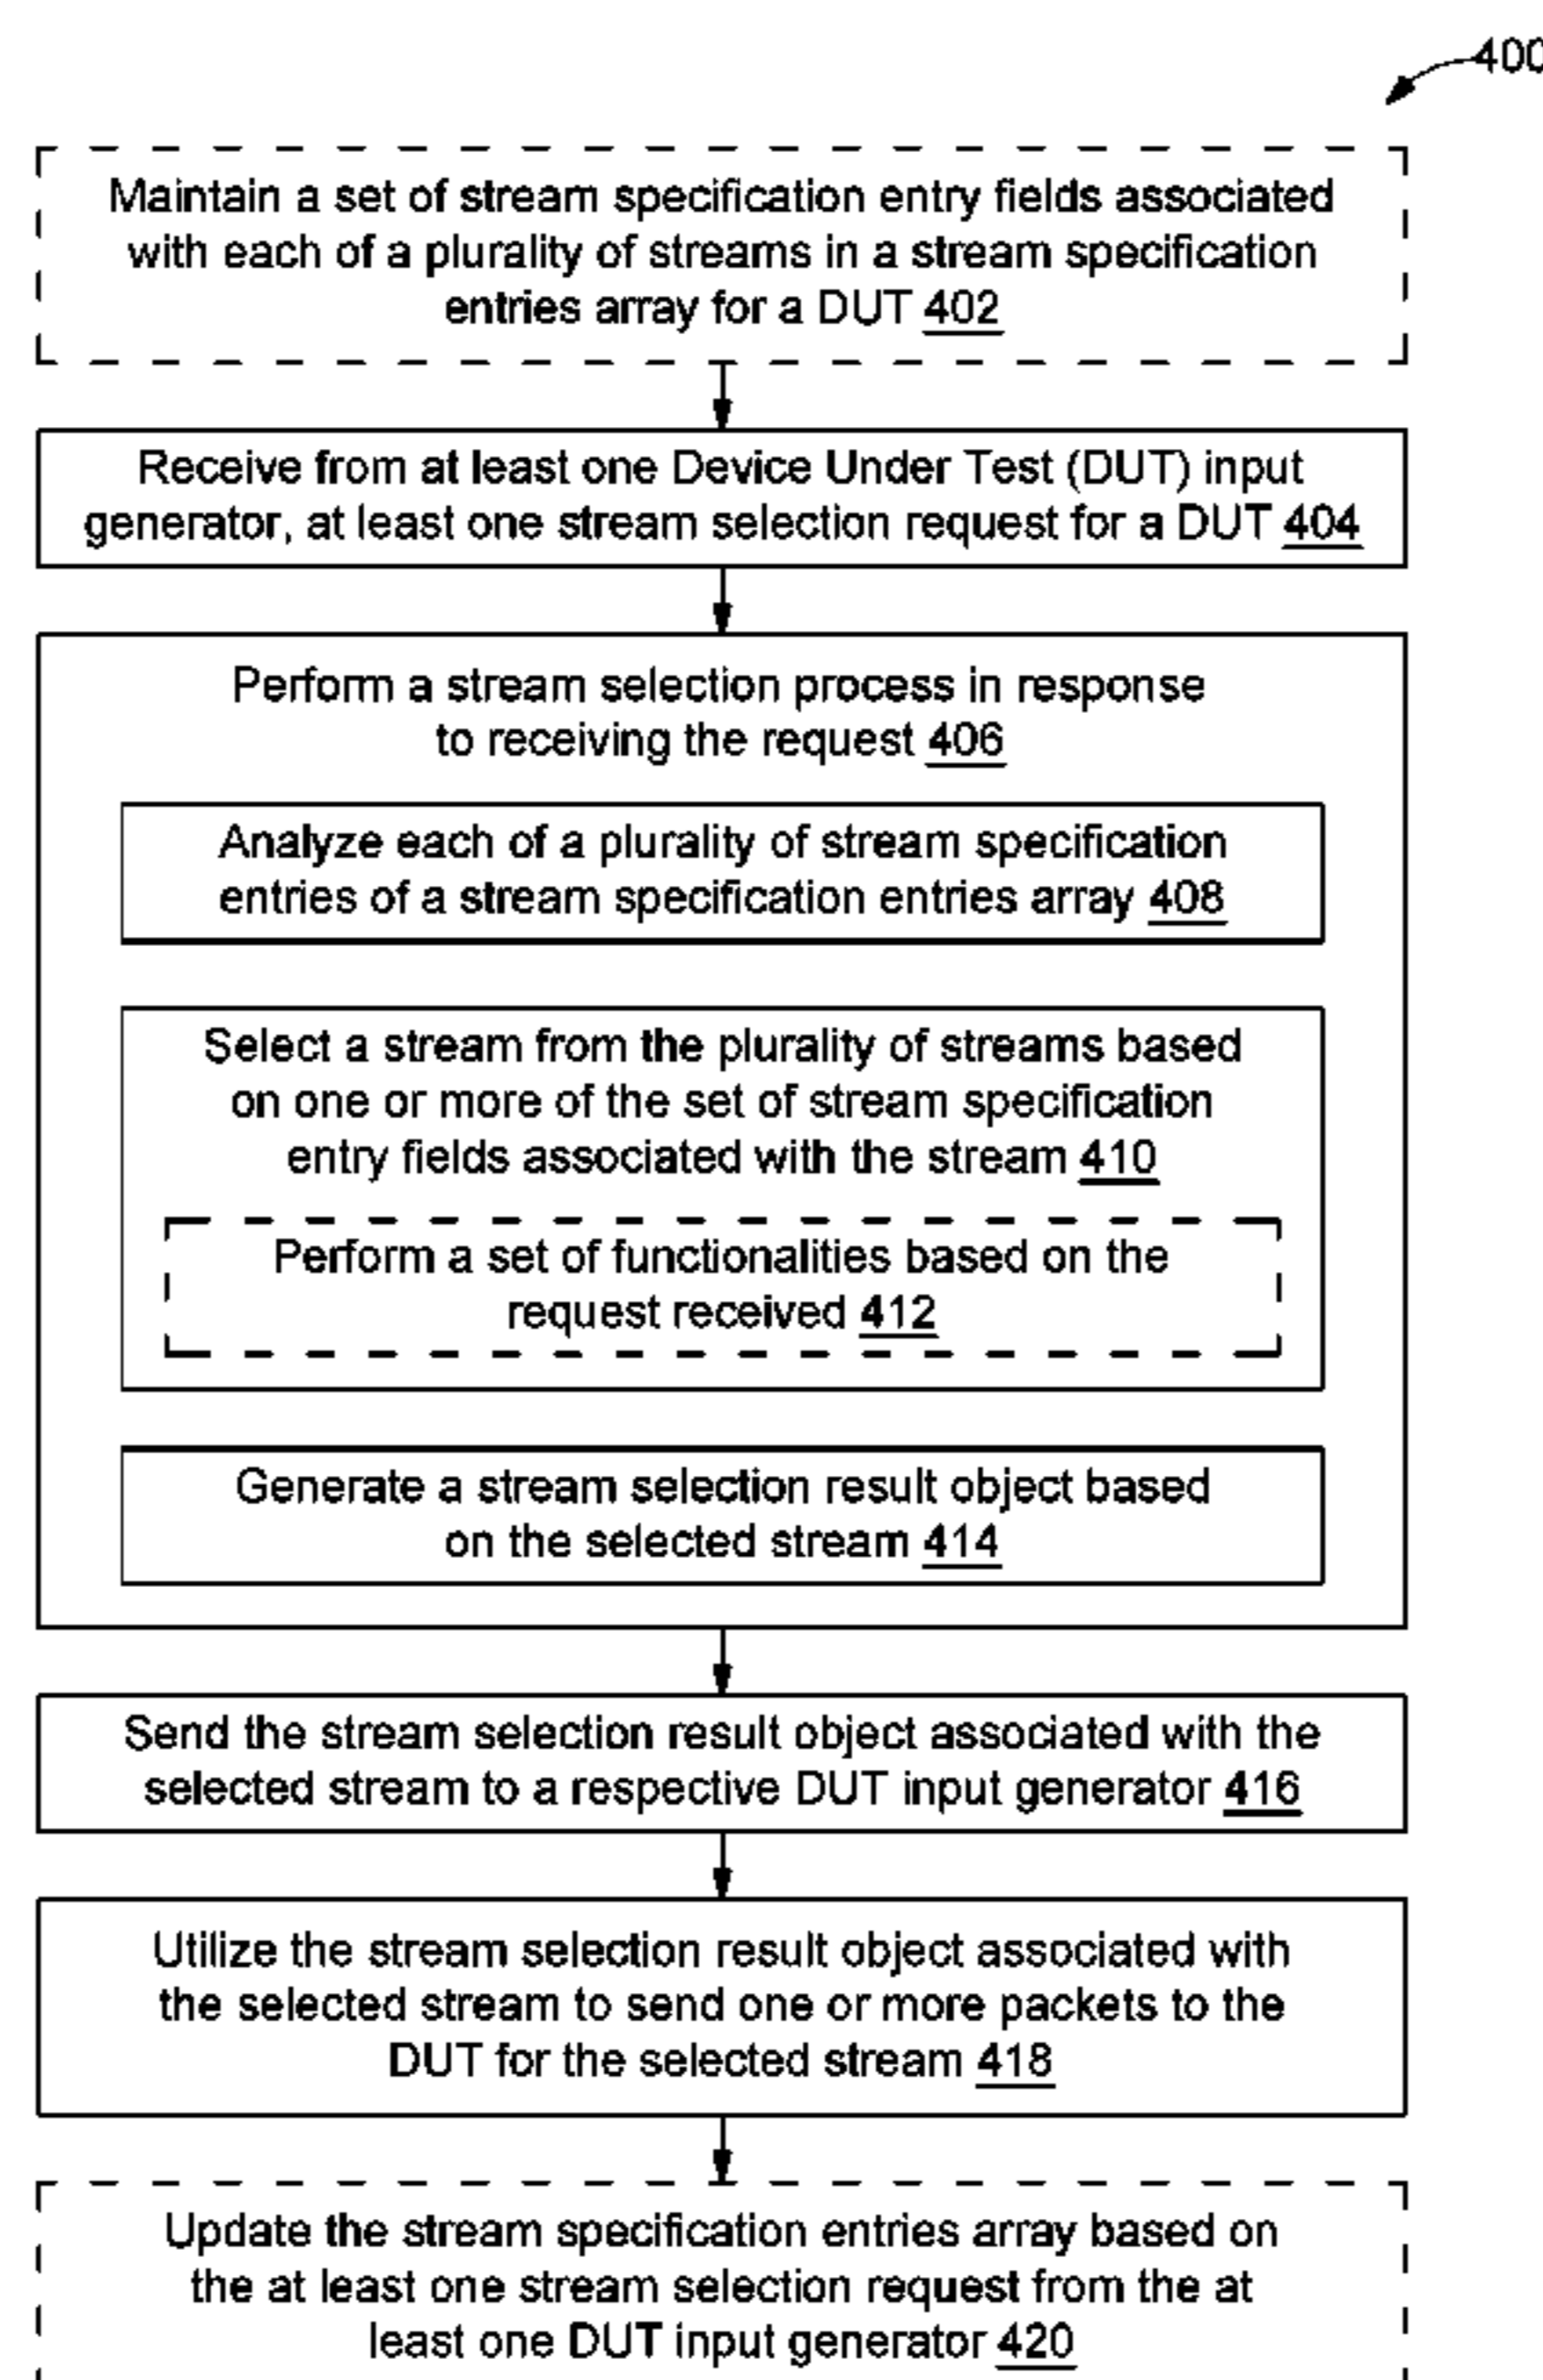 400
Maintain a set of stream specification entry fields associated
with each of a plurality of streams in a stream specification
entries array for a DUT 402
Receive from at least one Device Under Test (DUT) input
generator, at least one stream selection request for a DUT 404
Perform a stream selection process in response
to receiving the request 406
Analyze each of a plurality of stream specification
entries of a stream specification entries array 408
Select a stream from the plurality of streams based
on one or more of the set of stream specification
entry fields associated with the stream 410
Perform a set of functionalities based on the
request received 412
Generate a stream selection result object based
on the selected stream 414
Send the stream selection result object associated with the
selected stream to a respective DUT input generator 416
Utilize the stream selection result object associated with
the selected stream to send one or more packets to the
DUT for the selected stream 418
Update the stream specification entries array based on
the at least one stream selection request from the at
least one DUT input generator 420